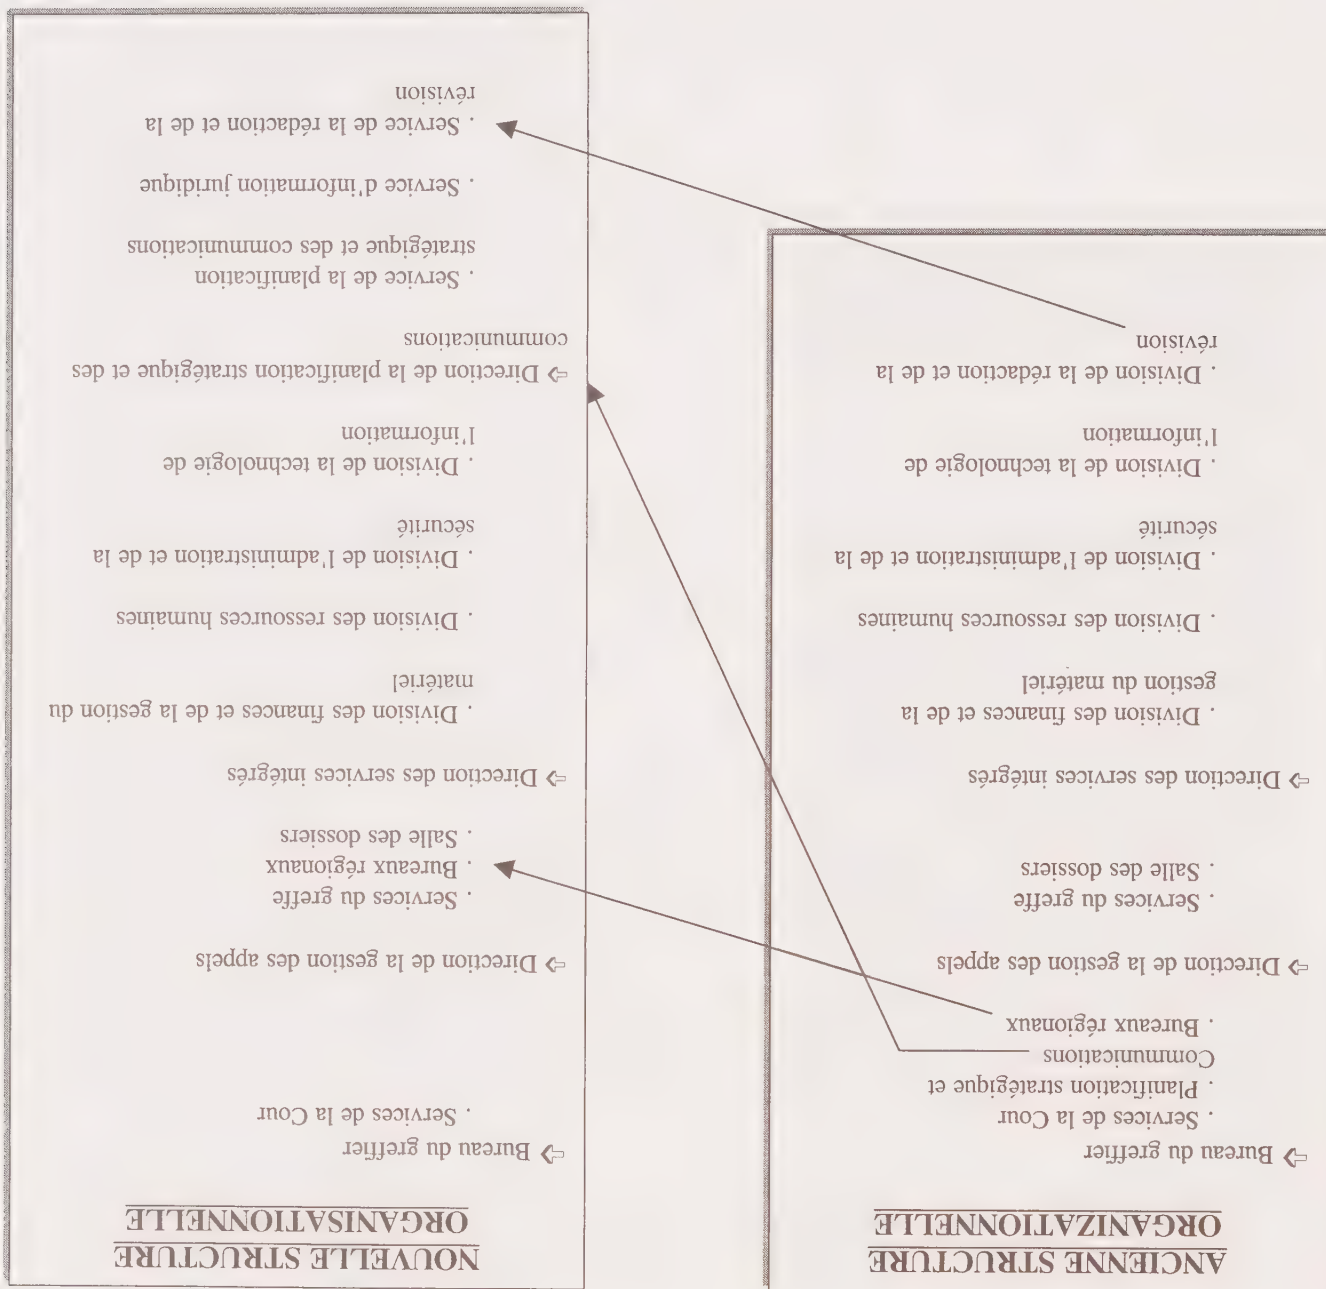 ANCIENNE STRUCTURE
ORGANIZATIONNELLE
⇨ Bureau du greffier
. Services de la Cour
. Planification stratégique et
Communications
. Bureaux régionaux
⇨ Direction de la gestion des appels
. Services du greffe
. Salle des dossiers
⇨ Direction des services intégrés
. Division des finances et de la
gestion du matériel
. Division des ressources humaines
. Division de l'administration et de la
sécurité
. Division de la technologie de
l'information
. Division de la rédaction et de la
révision
NOUVELLE STRUCTURE
ORGANISATIONNELLE
⇨ Bureau du greffier
. Services de la Cour
⇨ Direction de la gestion des appels
. Services du greffe
. Bureaux régionaux
. Salle des dossiers
⇨ Direction des services intégrés
. Division des finances et de la gestion du
matériel
. Division des ressources humaines
. Division de l'administration et de la
sécurité
. Division de la technologie de
l'information
⇨ Direction de la planification stratégique et des
communications
. Service de la planification
stratégique et des communications
. Service d'information juridique
. Service de la rédaction et de la
révision